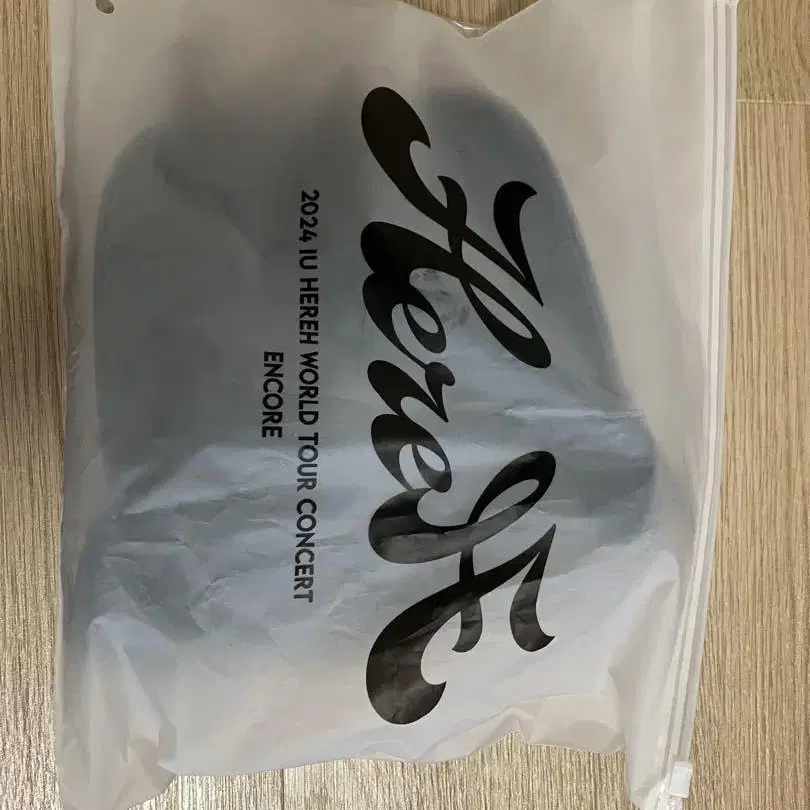 HereH
2024 IU HEREH WORLD TOUR CONCERT
ENCORE